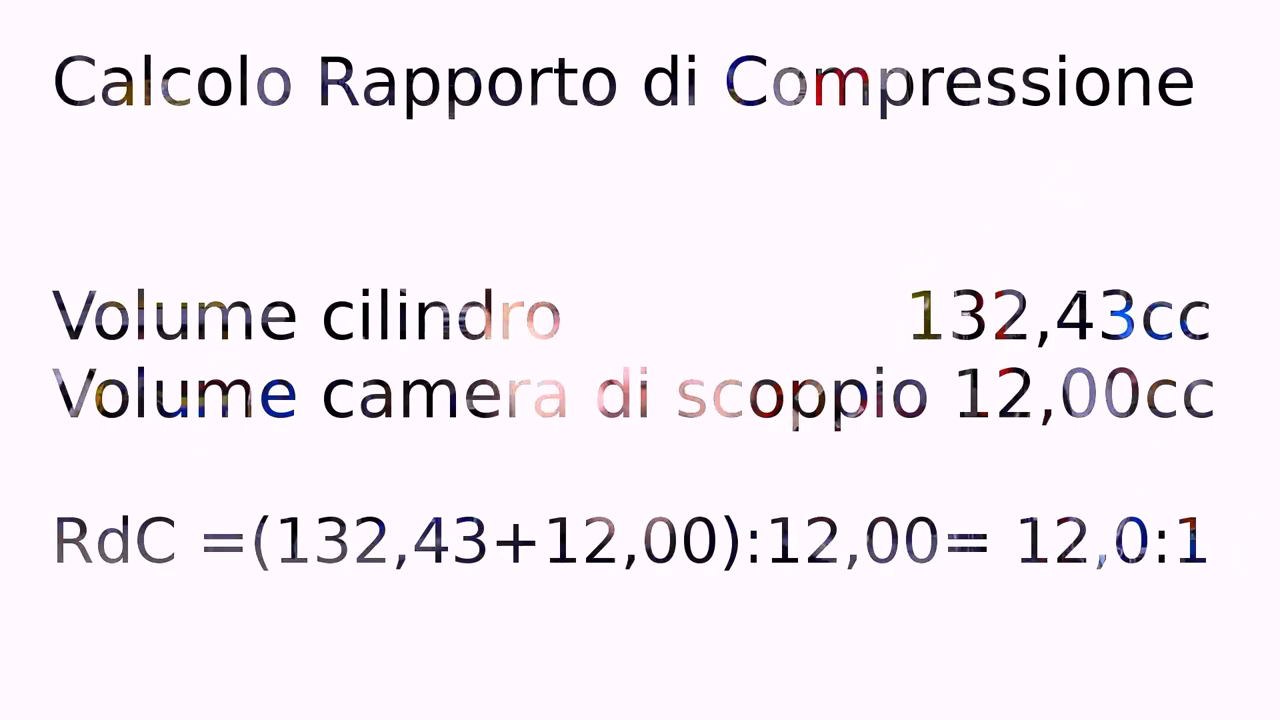 Calcolo Rapporto di Compressione
Volume cilindro 132,43cc
Volume camera di scoppio 12,00cc
RdC =(132,43+12,00):12,00= 12,0:1